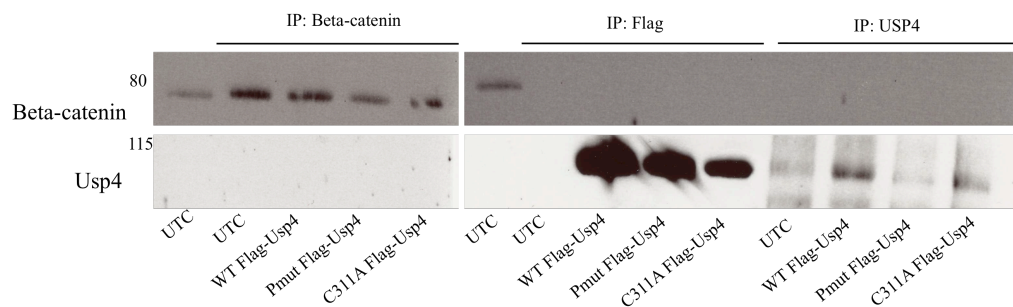 IP: Beta-catenin
IP: Flag
IP: USP4
80
Beta-catenin
115
Usp4
UTC
UTC
WT Flag-Usp4
Pmut Flag-Usp4
C311A Flag-Usp4
UTC
UTC
WT Flag-Usp4
Pmut Flag-Usp4
C311A Flag-Usp4
UTC
WT Flag-Usp4
Pmut Flag-Usp4
C311A Flag-Usp4